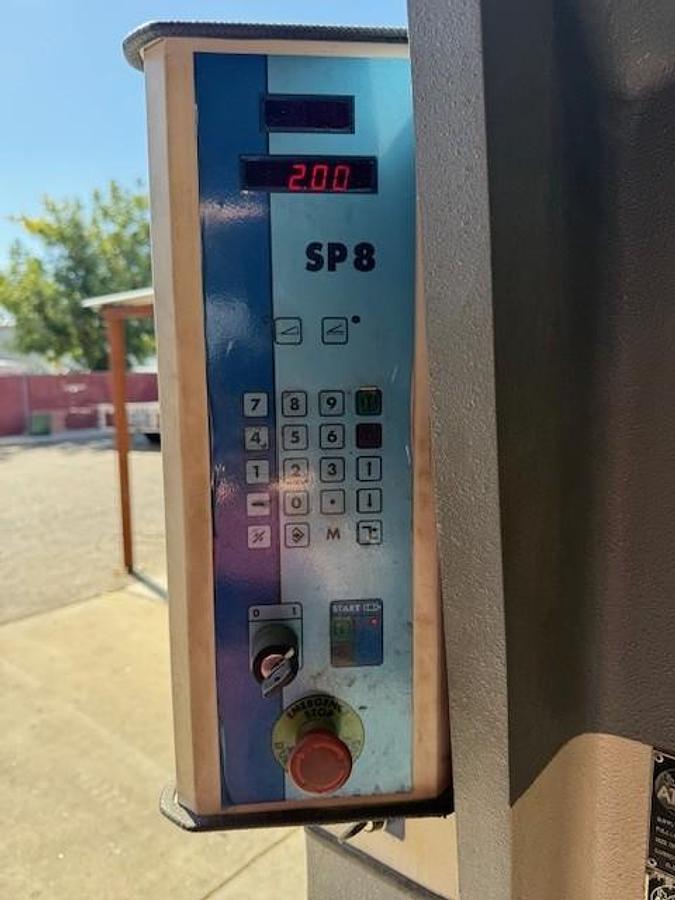 2.00
SP8
7 8 9
4 5 6
1 2 3
0 .
M
0 1
START
EMERGENCY
STOP